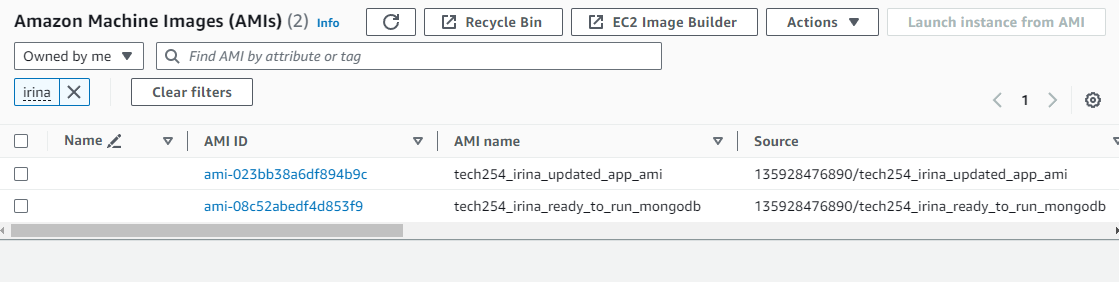 Amazon Machine Images (AMIs) (2) Info Recycle Bin EC2 Image Builder Actions Launch instance from AMI
Owned by me Find AMI by attribute or tag
irina Clear filters 1
Name AMI ID AMI name Source
ami-023bb38a6df894b9c tech254_irina_updated_app_ami 135928476890/tech254_irina_updated_app_ami
ami-08c52abedf4d853f9 tech254_irina_ready_to_run_mongodb 135928476890/tech254_irina_ready_to_run_mongodb